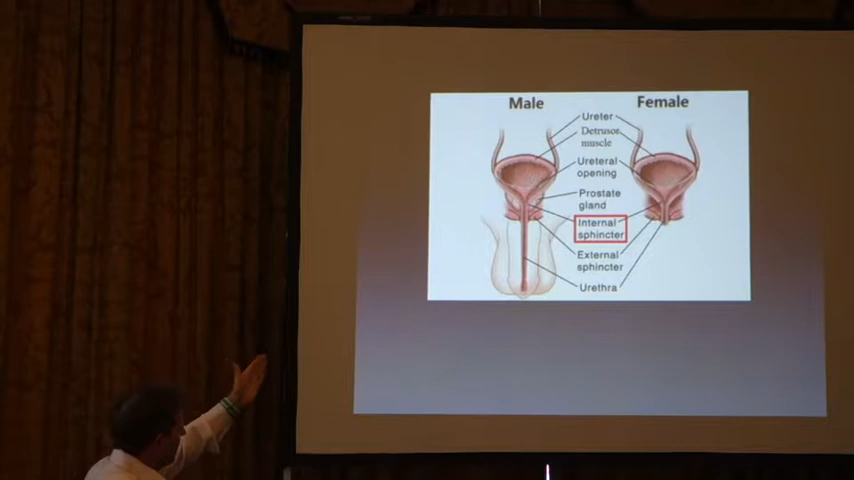 Male
Female
Ureter
Detrusor
muscle
Ureteral
opening
Prostate
gland
Internal
sphincter
External
sphincter
Urethra